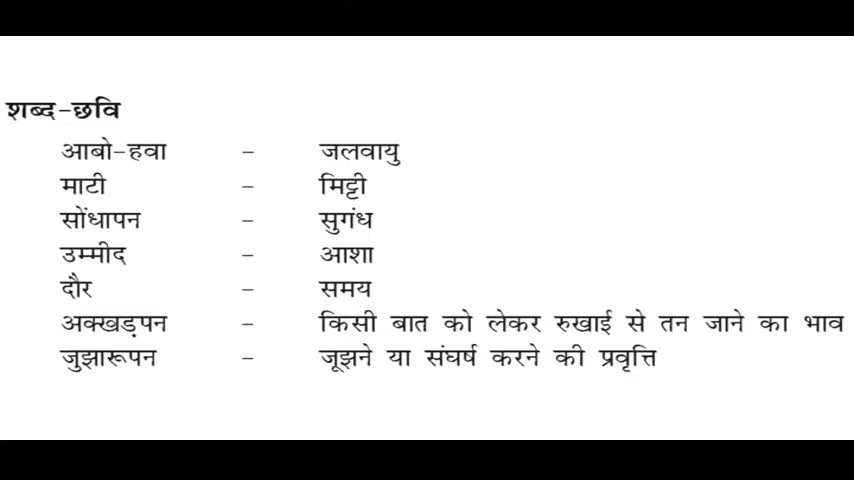 शब्द-छवि
आबो-हवा - जलवायु
माटी - मिट्टी
सोंधापन - सुगंध
उम्मीद - आशा
दौर - समय
अक्खड़पन - किसी बात को लेकर रुखाई से तन जाने का भाव
जुझारूपन - जूझने या संघर्ष करने की प्रवृत्ति